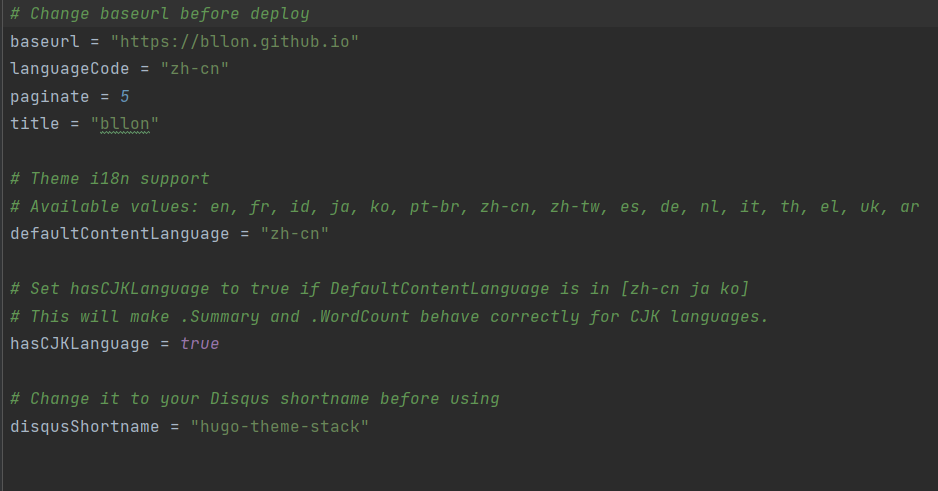 # Change baseurl before deploy
baseurl = "https://bllon.github.io"
languageCode = "zh-cn"
paginate = 5
title = "bllon"
# Theme i18n support
# Available values: en, fr, id, ja, ko, pt-br, zh-cn, zh-tw, es, de, nl, it, th, el, uk, ar
defaultContentLanguage = "zh-cn"
# Set hasCJKLanguage to true if DefaultContentLanguage is in [zh-cn ja ko]
# This will make .Summary and .WordCount behave correctly for CJK languages.
hasCJKLanguage = true
# Change it to your Disqus shortname before using
disqusShortname = "hugo-theme-stack"